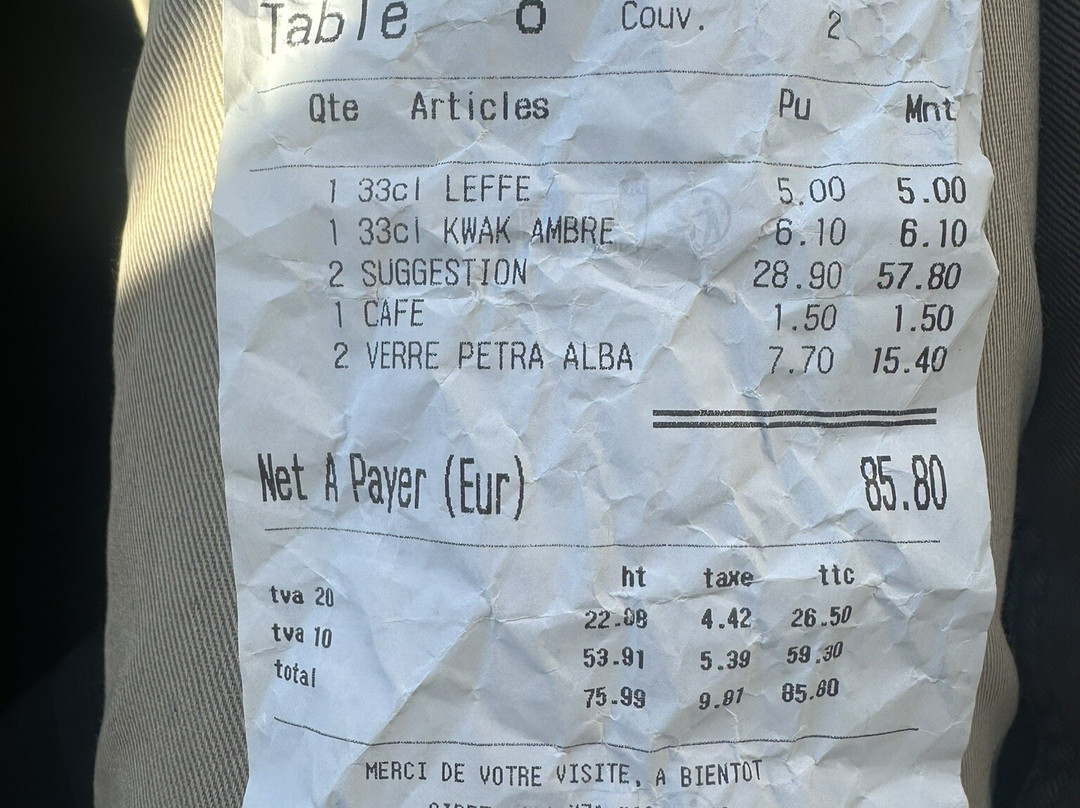 Table 6 Couv. 2
Qte Articles Pu Mnt
1 33cl LEFFE 5.00 5.00
1 33cl KWAK AMBRE 6.10 6.10
2 SUGGESTION 28.90 57.80
1 CAFE 1.50 1.50
2 VERRE PETRA ALBA 7.70 15.40
Net A Payer (Eur) 85.80
ht taxe ttc
tva 20 22.08 4.42 26.50
tva 10 53.91 5.39 59.30
total 75.99 9.81 85.80
MERCI DE VOTRE VISITE, A BIENTOT